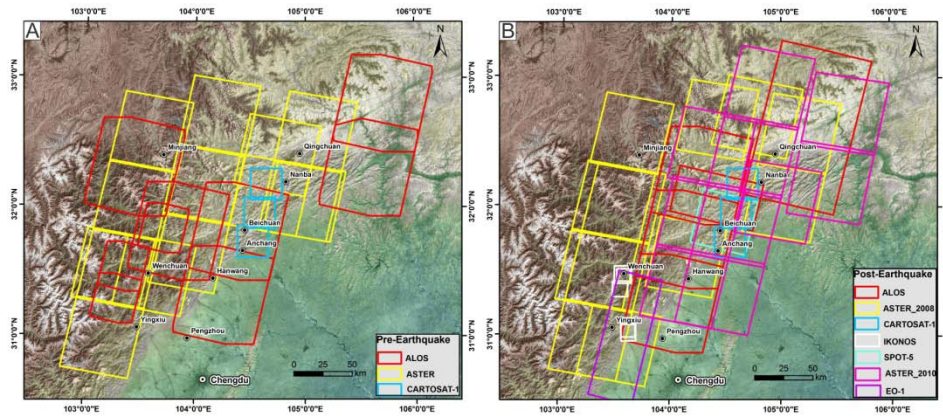 A
N
33°0'0"N
32°0'0"N
31°0'0"N
Minjiang
Qingchuan
Nanba
Beichuan
Anchang
Wenchuan
Hanwang
Yingxiu
Pengzhou
Chengdu
0 25 50
KM
Pre-Earthquake
ALOS
ASTER
CARTOSAT-1
103°0'0"E
104°0'0"E
105°0'0"E
106°0'0"E
B
N
33°0'0"N
32°0'0"N
31°0'0"N
Minjiang
Qingchuan
Nanba
Beichuan
Anchang
Wenchuan
Hanwang
Yingxiu
Pengzhou
Chengdu
0 25 50
KM
Post-Earthquake
ALOS
ASTER_2008
CARTOSAT-1
IKONOS
SPOT-5
ASTER_2010
EO-1
103°0'0"E
104°0'0"E
105°0'0"E
106°0'0"E